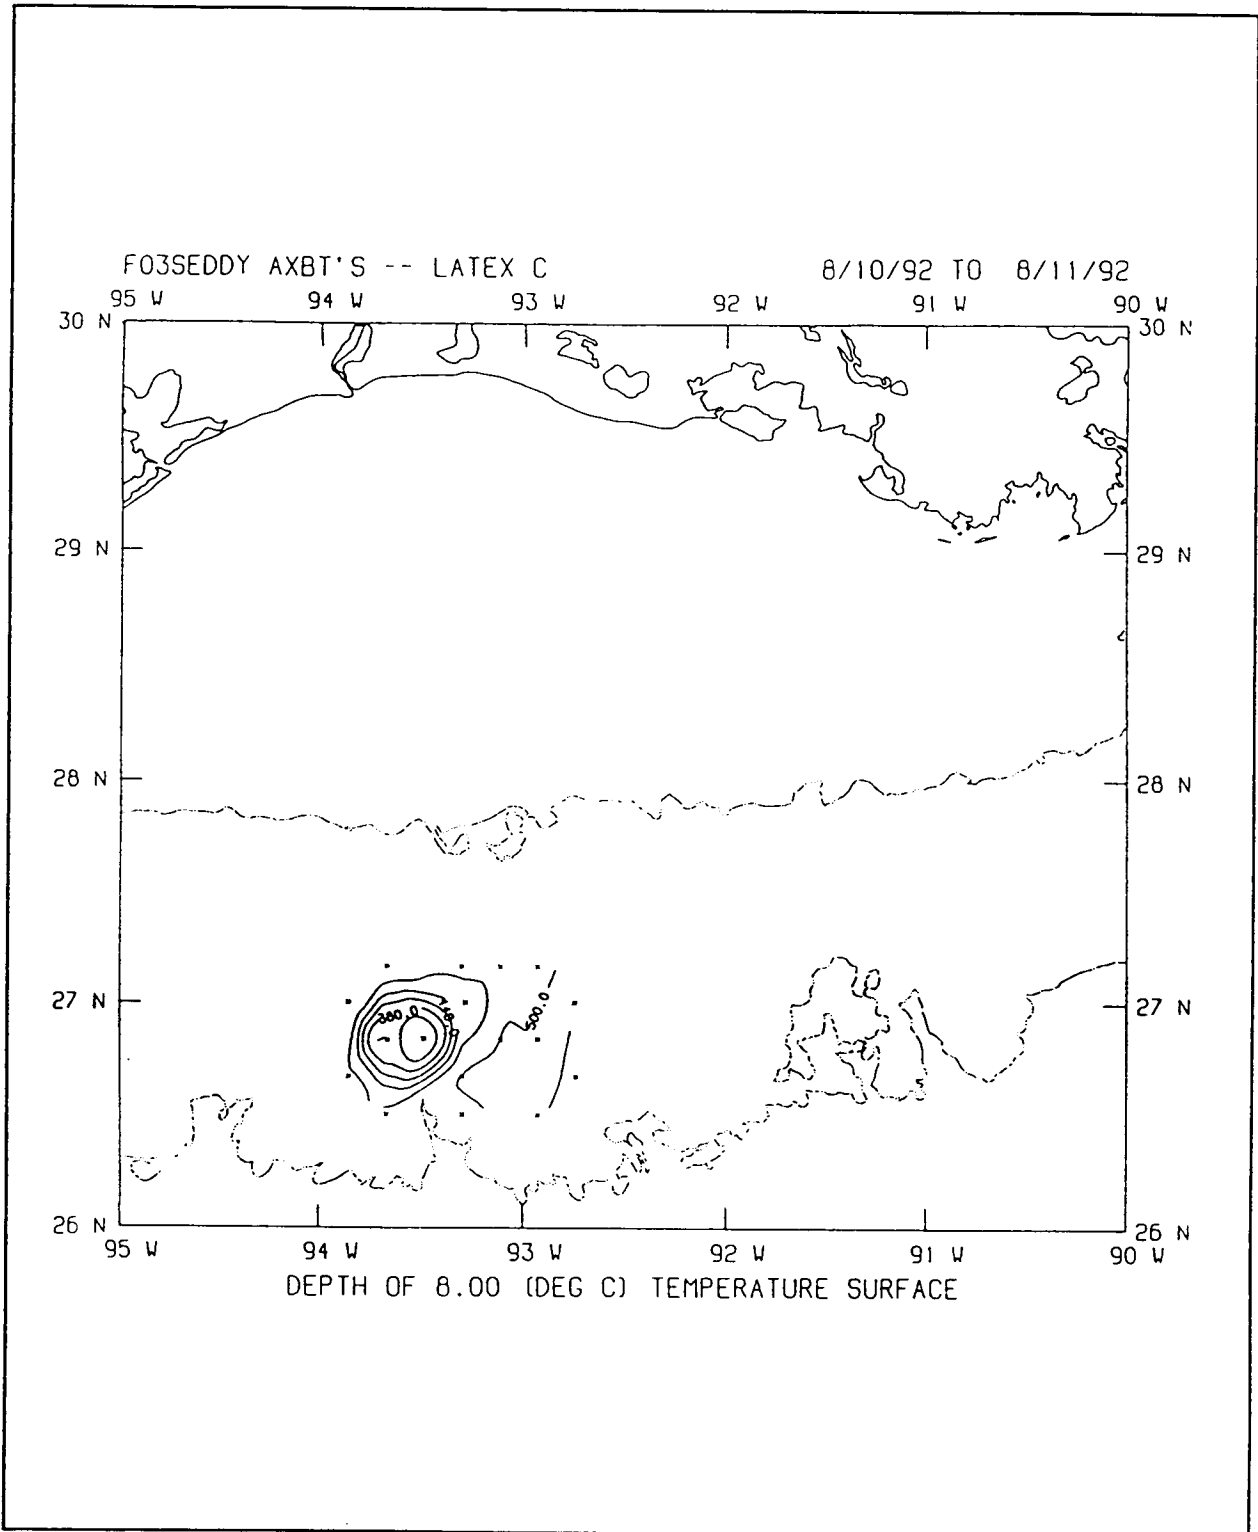 F03SEDDY AXBT'S -- LATEX C 8/10/92 TO 8/11/92
95 W 94 W 93 W 92 W 91 W 90 W
30 N 30 N
29 N 29 N
28 N 28 N
27 N 27 N
380.0
500.0
26 N 26 N
95 W 94 W 93 W 92 W 91 W 90 W
DEPTH OF 8.00 (DEG C) TEMPERATURE SURFACE